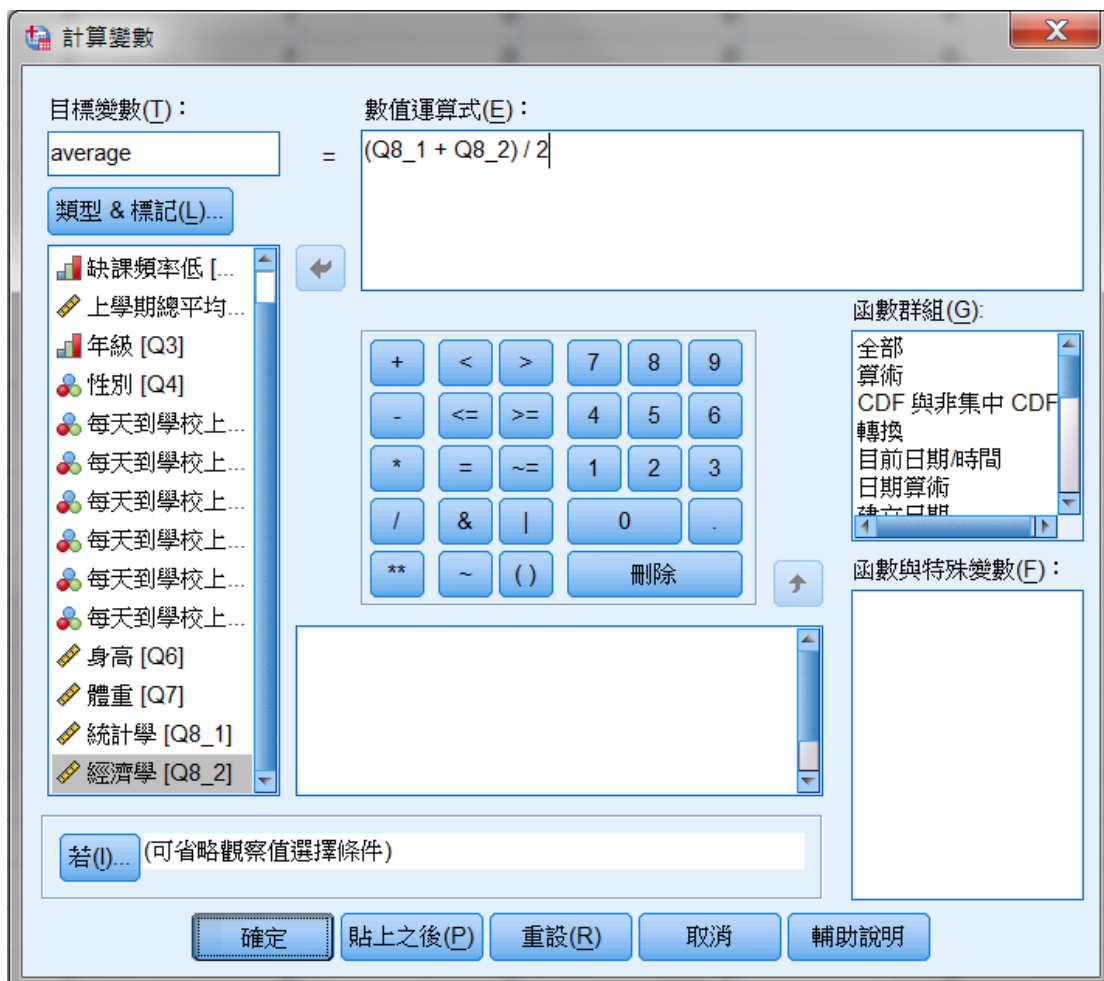 計算變數
目標變數(T)：
average
=
數值運算式(E)：
(Q8_1 + Q8_2) / 2
類型 & 標記(L)...
缺課頻率低 [...
上學期總平均...
年級 [Q3]
性別 [Q4]
每天到學校上...
每天到學校上...
每天到學校上...
每天到學校上...
每天到學校上...
每天到學校上...
身高 [Q6]
體重 [Q7]
統計學 [Q8_1]
經濟學 [Q8_2]
+ < > 7 8 9
- <= >= 4 5 6
* = ~= 1 2 3
/ & | 0 .
** ~ ( ) 刪除
函數群組(G):
全部
算術
CDF 與非集中 CDF
轉換
目前日期/時間
日期算術
建立日期
函數與特殊變數(F)：
若(I)... (可省略觀察值選擇條件)
確定 貼上之後(P) 重設(R) 取消 輔助說明